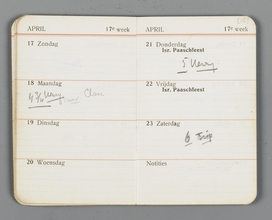 APRIL 17e week
17 Zondag
18 Maandag
19 Dinsdag
20 Woensdag
APRIL 17e week
21 Donderdag
Isr. Paaschfeest
5
22 Vrijdag
Isr. Paaschfeest
23 Zaterdag
Notities